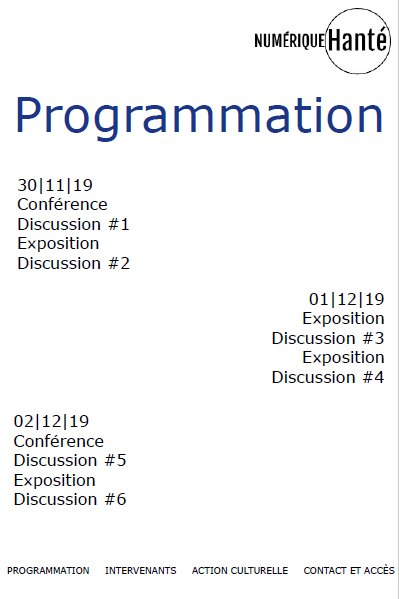 NUMÉRIQUE Hanté
Programmation
30|11|19
Conférence
Discussion #1
Exposition
Discussion #2
01|12|19
Exposition
Discussion #3
Exposition
Discussion #4
02|12|19
Conférence
Discussion #5
Exposition
Discussion #6
PROGRAMMATION INTERVENANTS ACTION CULTURELLE CONTACT ET ACCÈS